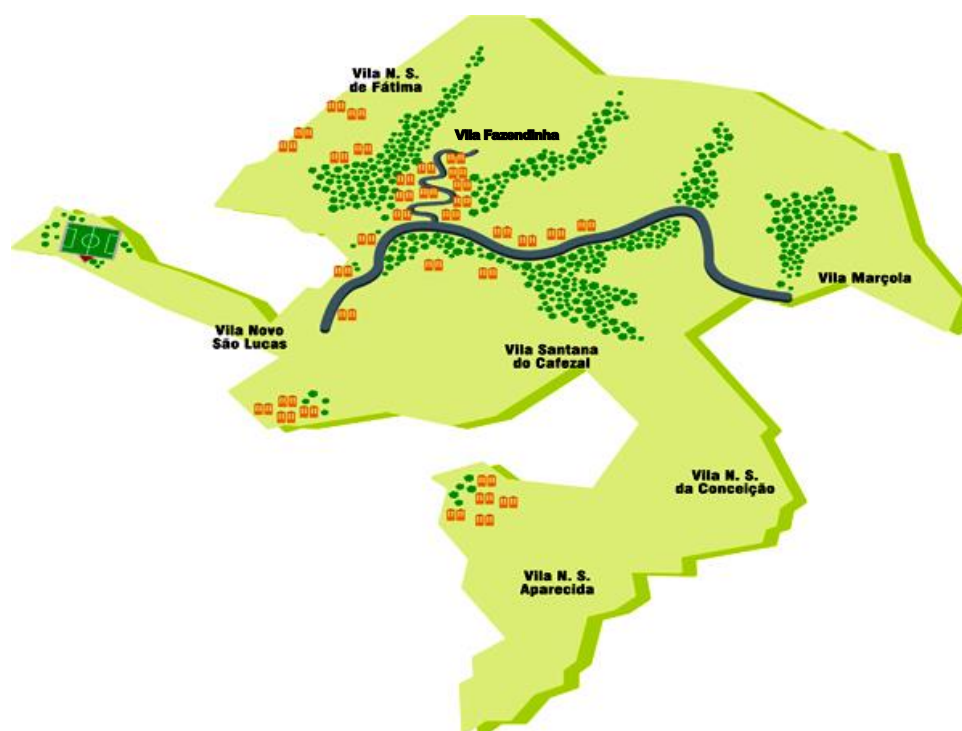 Vila N. S.
de Fátima
Vila Fazendinha
Vila Marçola
Vila Novo
São Lucas
Vila Santana
do Cafezal
Vila N. S.
da Conceição
Vila N. S.
Aparecida